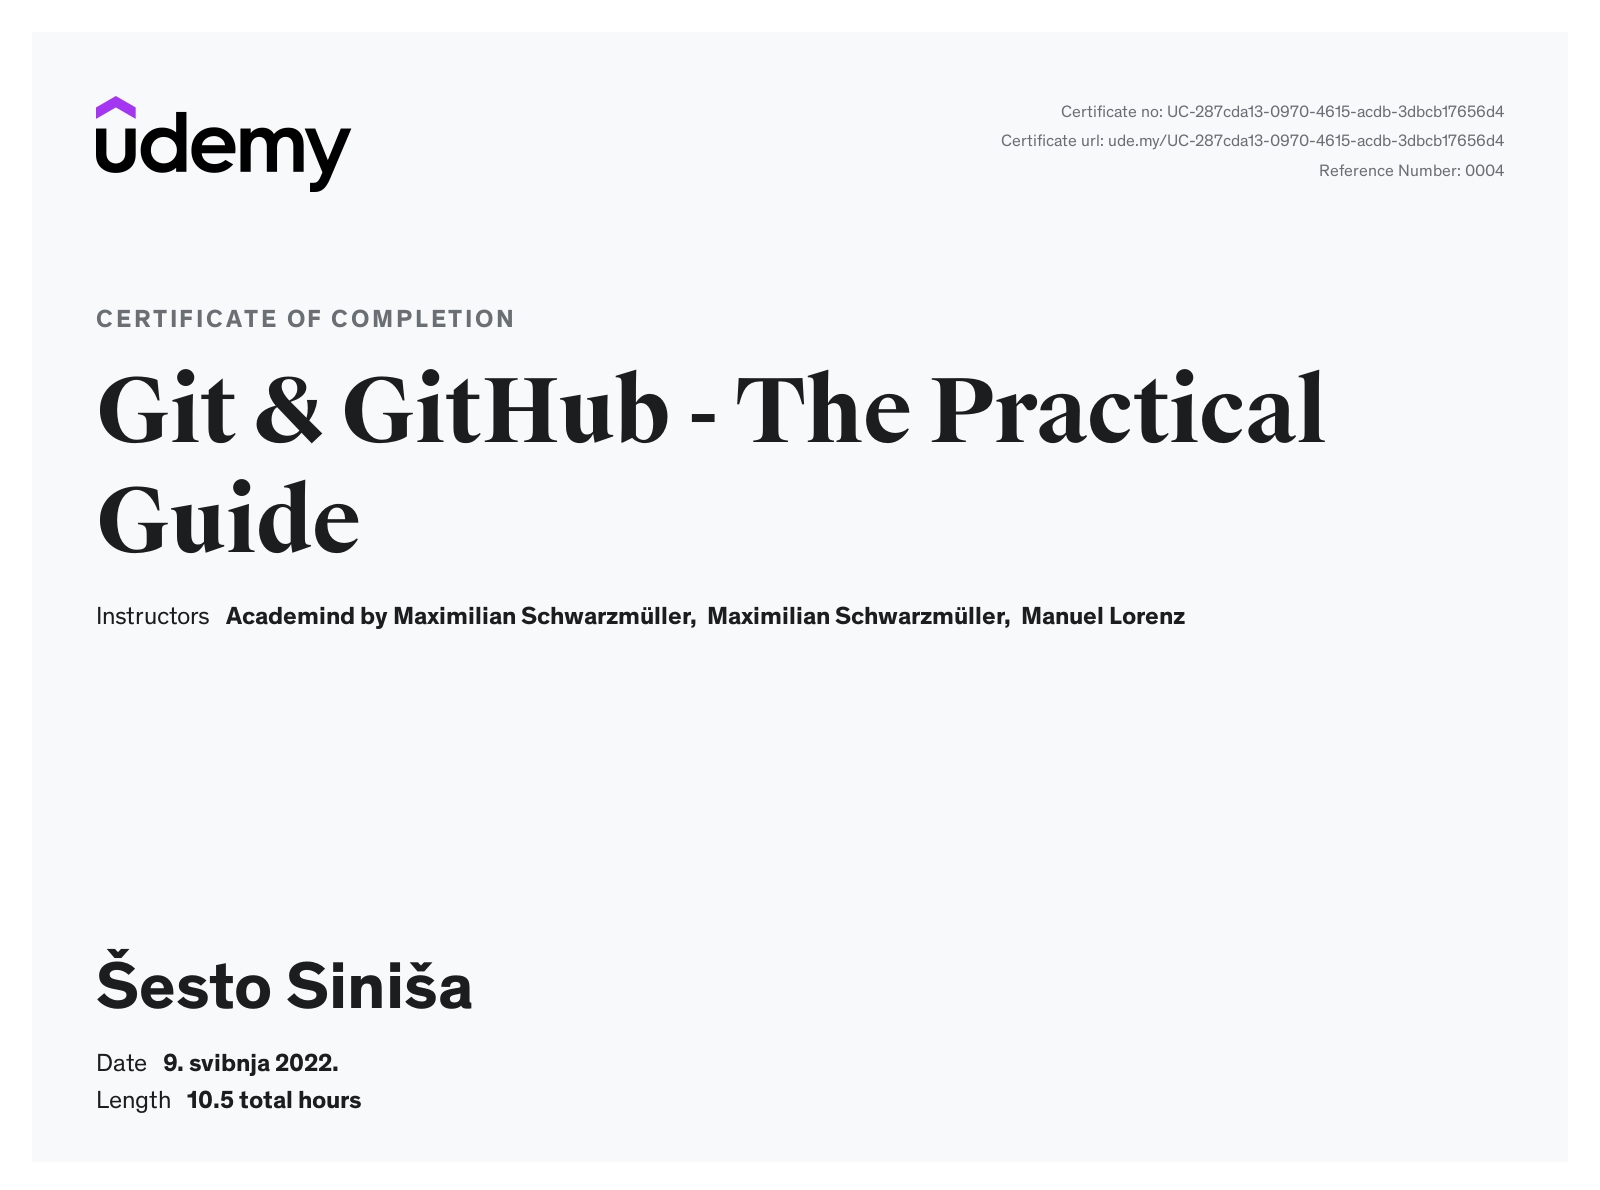 udemy
Certificate no: UC-287cda13-0970-4615-acdb-3dbcb17656d4
Certificate url: ude.my/UC-287cda13-0970-4615-acdb-3dbcb17656d4
Reference Number: 0004
CERTIFICATE OF COMPLETION
Git & GitHub - The Practical
Guide
Instructors Academind by Maximilian Schwarzmüller, Maximilian Schwarzmüller, Manuel Lorenz
Šesto Siniša
Date 9. svibnja 2022.
Length 10.5 total hours